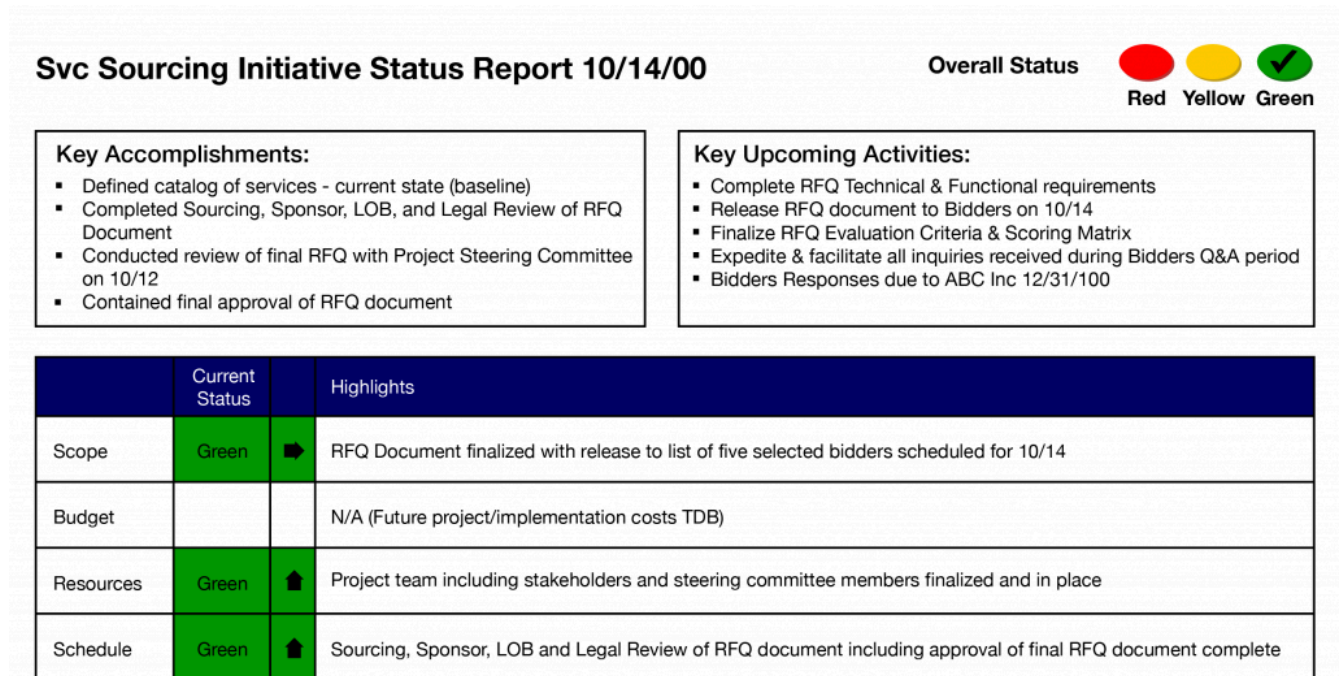 Svc Sourcing Initiative Status Report 10/14/00
Overall Status
Red Yellow Green
Key Accomplishments:
▪ Defined catalog of services - current state (baseline)
▪ Completed Sourcing, Sponsor, LOB, and Legal Review of RFQ
Document
▪ Conducted review of final RFQ with Project Steering Committee
on 10/12
▪ Contained final approval of RFQ document
Key Upcoming Activities:
▪ Complete RFQ Technical & Functional requirements
▪ Release RFQ document to Bidders on 10/14
▪ Finalize RFQ Evaluation Criteria & Scoring Matrix
▪ Expedite & facilitate all inquiries received during Bidders Q&A period
▪ Bidders Responses due to ABC Inc 12/31/100
Current
Status
Highlights
Scope Green RFQ Document finalized with release to list of five selected bidders scheduled for 10/14
Budget N/A (Future project/implementation costs TDB)
Resources Green Project team including stakeholders and steering committee members finalized and in place
Schedule Green Sourcing, Sponsor, LOB and Legal Review of RFQ document including approval of final RFQ document complete